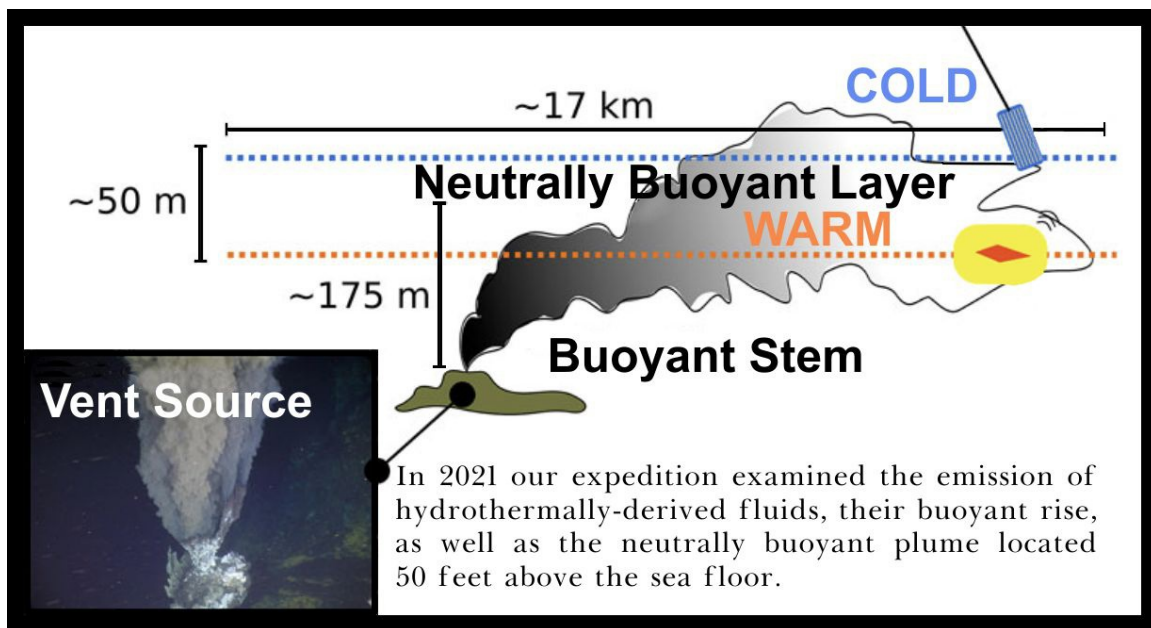 COLD
~17 km
Neutrally Buoyant Layer
~50 m
WARM
~175 m
Buoyant Stem
Vent Source
In 2021 our expedition examined the emission of
hydrothermally-derived fluids, their buoyant rise,
as well as the neutrally buoyant plume located
50 feet above the sea floor.